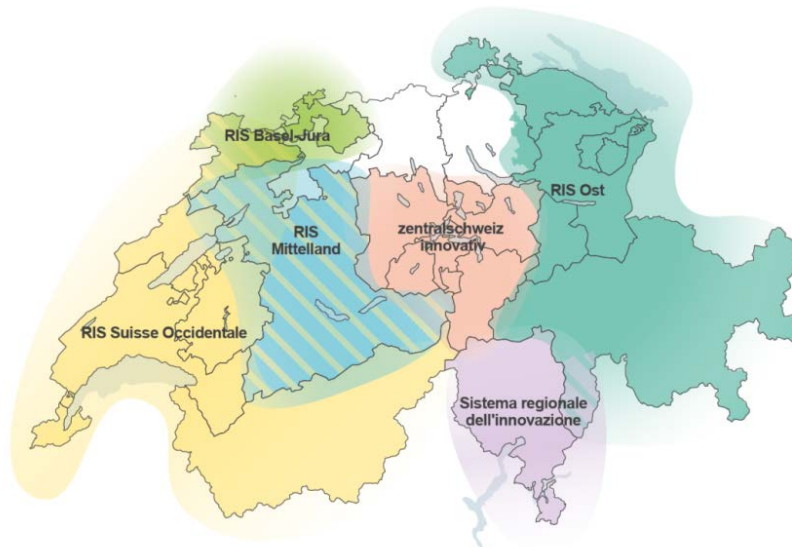 RIS Basel-Jura
RIS
Mittelland
zentralschweiz
innovativ
RIS Ost
RIS Suisse Occidentale
Sistema regionale
dell'innovazione